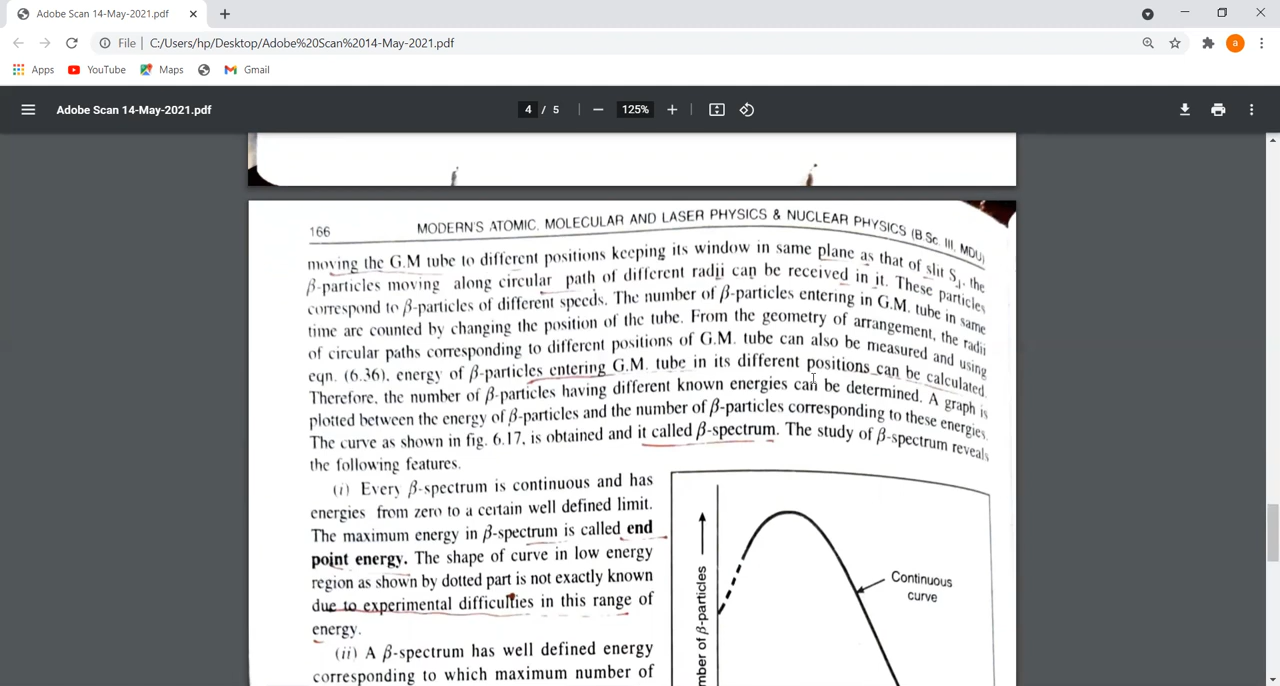 Adobe Scan 14-May-2021.pdf
File | C:/Users/hp/Desktop/Adobe%20Scan%2014-May-2021.pdf
a
Apps YouTube Maps Gmail
Adobe Scan 14-May-2021.pdf 4 / 5 125%
166 MODERN'S ATOMIC, MOLECULAR AND LASER PHYSICS & NUCLEAR PHYSICS (B.Sc. III, MDU)
moving the G.M tube to different positions keeping its window in same plane as that of slit S₁, the
β-particles moving along circular path of different radii can be received in it. These particles
correspond to β-particles of different speeds. The number of β-particles entering in G.M. tube in same
time are counted by changing the position of the tube. From the geometry of arrangement, the radii
of circular paths corresponding to different positions of G.M. tube can also be measured and using
eqn. (6.36), energy of β-particles entering G.M. tube in its different positions can be calculated.
Therefore, the number of β-particles having different known energies can be determined. A graph is
plotted between the energy of β-particles and the number of β-particles corresponding to these energies.
The curve as shown in fig. 6.17, is obtained and it called β-spectrum. The study of β-spectrum reveals
the following features.
(i) Every β-spectrum is continuous and has
energies from zero to a certain well defined limit.
The maximum energy in β-spectrum is called end
point energy. The shape of curve in low energy
region as shown by dotted part is not exactly known
due to experimental difficulties in this range of
energy.
(ii) A β-spectrum has well defined energy
corresponding to which maximum number of
mber of β-particles
Continuous
curve